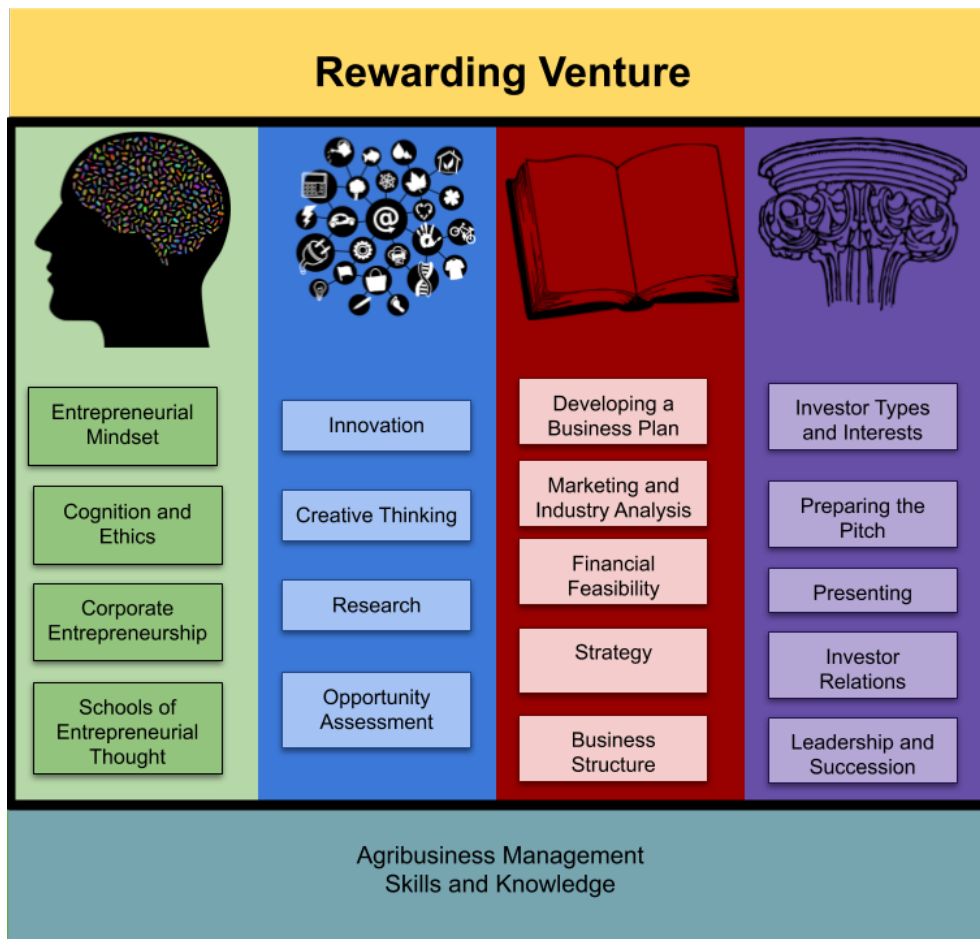 Rewarding Venture
Entrepreneurial
Mindset
Cognition and
Ethics
Corporate
Entrepreneurship
Schools of
Entrepreneurial
Thought
Innovation
Creative Thinking
Research
Opportunity
Assessment
Developing a
Business Plan
Marketing and
Industry Analysis
Financial
Feasibility
Strategy
Business
Structure
Investor Types
and Interests
Preparing the
Pitch
Presenting
Investor
Relations
Leadership and
Succession
Agribusiness Management
Skills and Knowledge